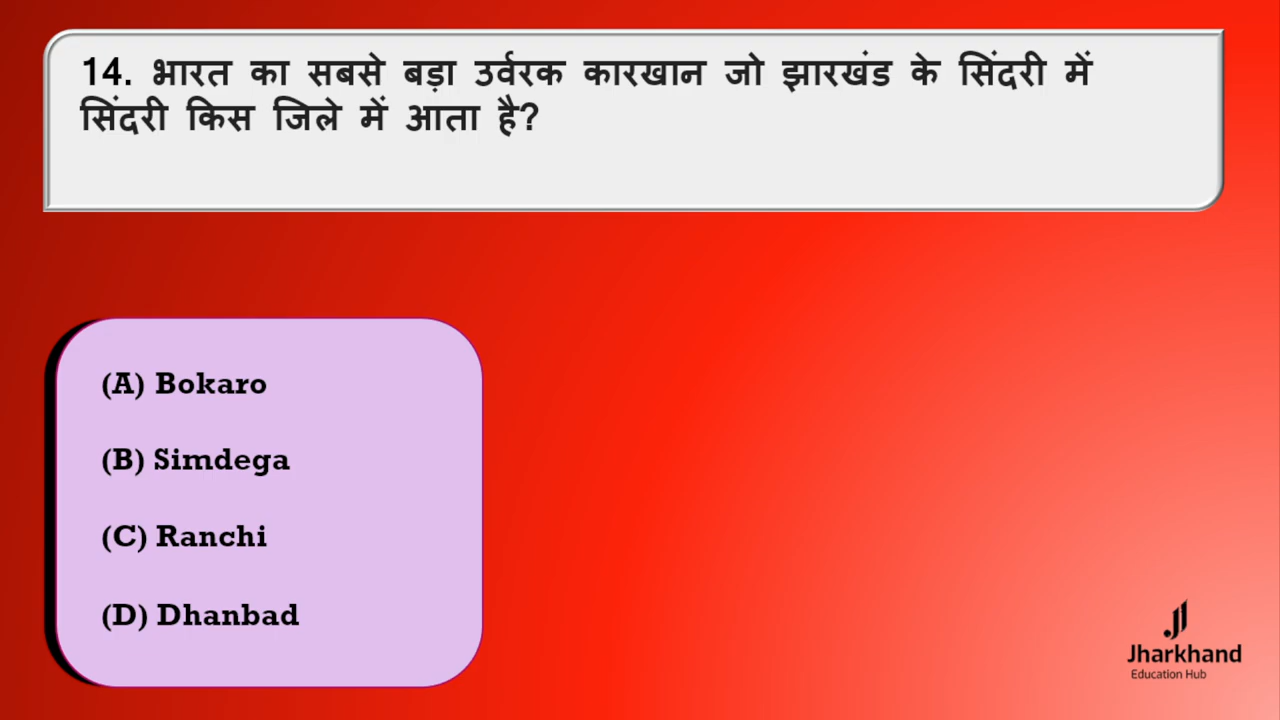 14. भारत का सबसे बड़ा उर्वरक कारखान जो झारखंड के सिंदरी में
सिंदरी किस जिले में आता है?
(A) Bokaro
(B) Simdega
(C) Ranchi
(D) Dhanbad
Jharkhand
Education Hub